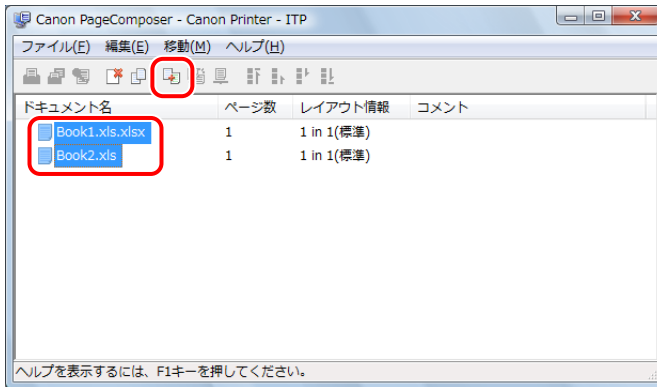 Canon PageComposer - Canon Printer - ITP
ファイル(F) 編集(E) 移動(M) ヘルプ(H)
ドキュメント名 ページ数 レイアウト情報 コメント
Book1.xls.xlsx 1 1 in 1(標準)
Book2.xls 1 1 in 1(標準)
ヘルプを表示するには、F1キーを押してください。